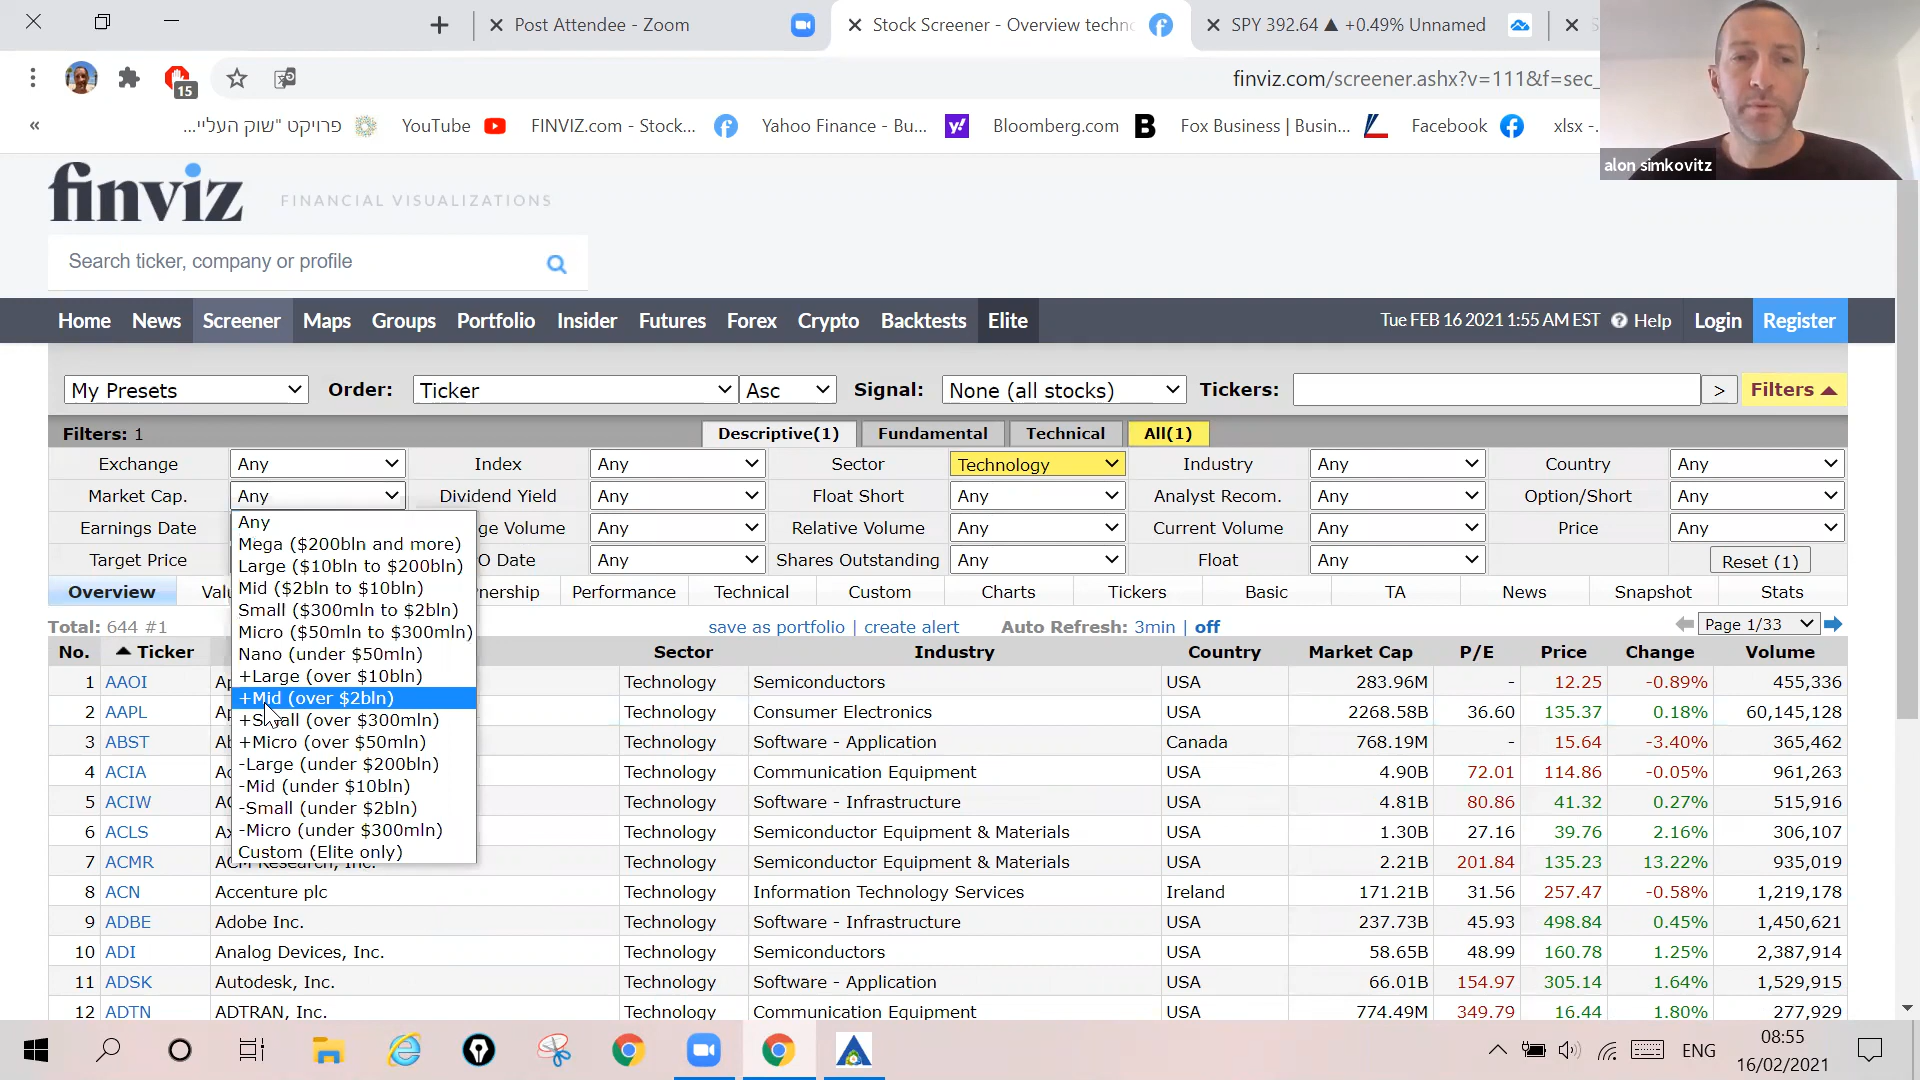 Post Attendee - Zoom
Stock Screener - Overview techno
SPY 392.64 ▲ +0.49% Unnamed
15
finviz.com/screener.ashx?v=111&f=sec_
« פרויקט "שוק העליי...
YouTube
FINVIZ.com - Stock...
Yahoo Finance - Bu...
y!
Bloomberg.com
B
Fox Business | Busin...
Facebook
xlsx -
alon simkovitz
finviz
FINANCIAL VISUALIZATIONS
Search ticker, company or profile
Home News Screener Maps Groups Portfolio Insider Futures Forex Crypto Backtests Elite
Tue FEB 16 2021 1:55 AM EST Help Login Register
My Presets Order: Ticker Asc Signal: None (all stocks) Tickers: > Filters ▲
Filters: 1 Descriptive(1) Fundamental Technical All(1)
Exchange Any Index Any Sector Technology Industry Any Country Any
Market Cap. Any Dividend Yield Any Float Short Any Analyst Recom. Any Option/Short Any
Earnings Date ge Volume Any Relative Volume Any Current Volume Any Price Any
Target Price O Date Any Shares Outstanding Any Float Any Reset (1)
Any
Mega ($200bln and more)
Large ($10bln to $200bln)
Mid ($2bln to $10bln)
Small ($300mln to $2bln)
Micro ($50mln to $300mln)
Nano (under $50mln)
+Large (over $10bln)
+Mid (over $2bln)
+Small (over $300mln)
+Micro (over $50mln)
-Large (under $200bln)
-Mid (under $10bln)
-Small (under $2bln)
-Micro (under $300mln)
Custom (Elite only)
Overview Valu nership Performance Technical Custom Charts Tickers Basic TA News Snapshot Stats
Total: 644 #1 save as portfolio | create alert Auto Refresh: 3min | off Page 1/33
No. ▲ Ticker Sector Industry Country Market Cap P/E Price Change Volume
1 AAOI Ap Technology Semiconductors USA 283.96M - 12.25 -0.89% 455,336
2 AAPL Ap Technology Consumer Electronics USA 2268.58B 36.60 135.37 0.18% 60,145,128
3 ABST Ab Technology Software - Application Canada 768.19M - 15.64 -3.40% 365,462
4 ACIA Ac Technology Communication Equipment USA 4.90B 72.01 114.86 -0.05% 961,263
5 ACIW AC Technology Software - Infrastructure USA 4.81B 80.86 41.32 0.27% 515,916
6 ACLS Ax Technology Semiconductor Equipment & Materials USA 1.30B 27.16 39.76 2.16% 306,107
7 ACMR ACM Research, Inc. Technology Semiconductor Equipment & Materials USA 2.21B 201.84 135.23 13.22% 935,019
8 ACN Accenture plc Technology Information Technology Services Ireland 171.21B 31.56 257.47 -0.58% 1,219,178
9 ADBE Adobe Inc. Technology Software - Infrastructure USA 237.73B 45.93 498.84 0.45% 1,450,621
10 ADI Analog Devices, Inc. Technology Semiconductors USA 58.65B 48.99 160.78 1.25% 2,387,914
11 ADSK Autodesk, Inc. Technology Software - Application USA 66.01B 154.97 305.14 1.64% 1,529,915
12 ADTN ADTRAN, Inc. Technology Communication Equipment USA 774.49M 349.79 16.44 1.80% 277,929
ENG
08:55
16/02/2021